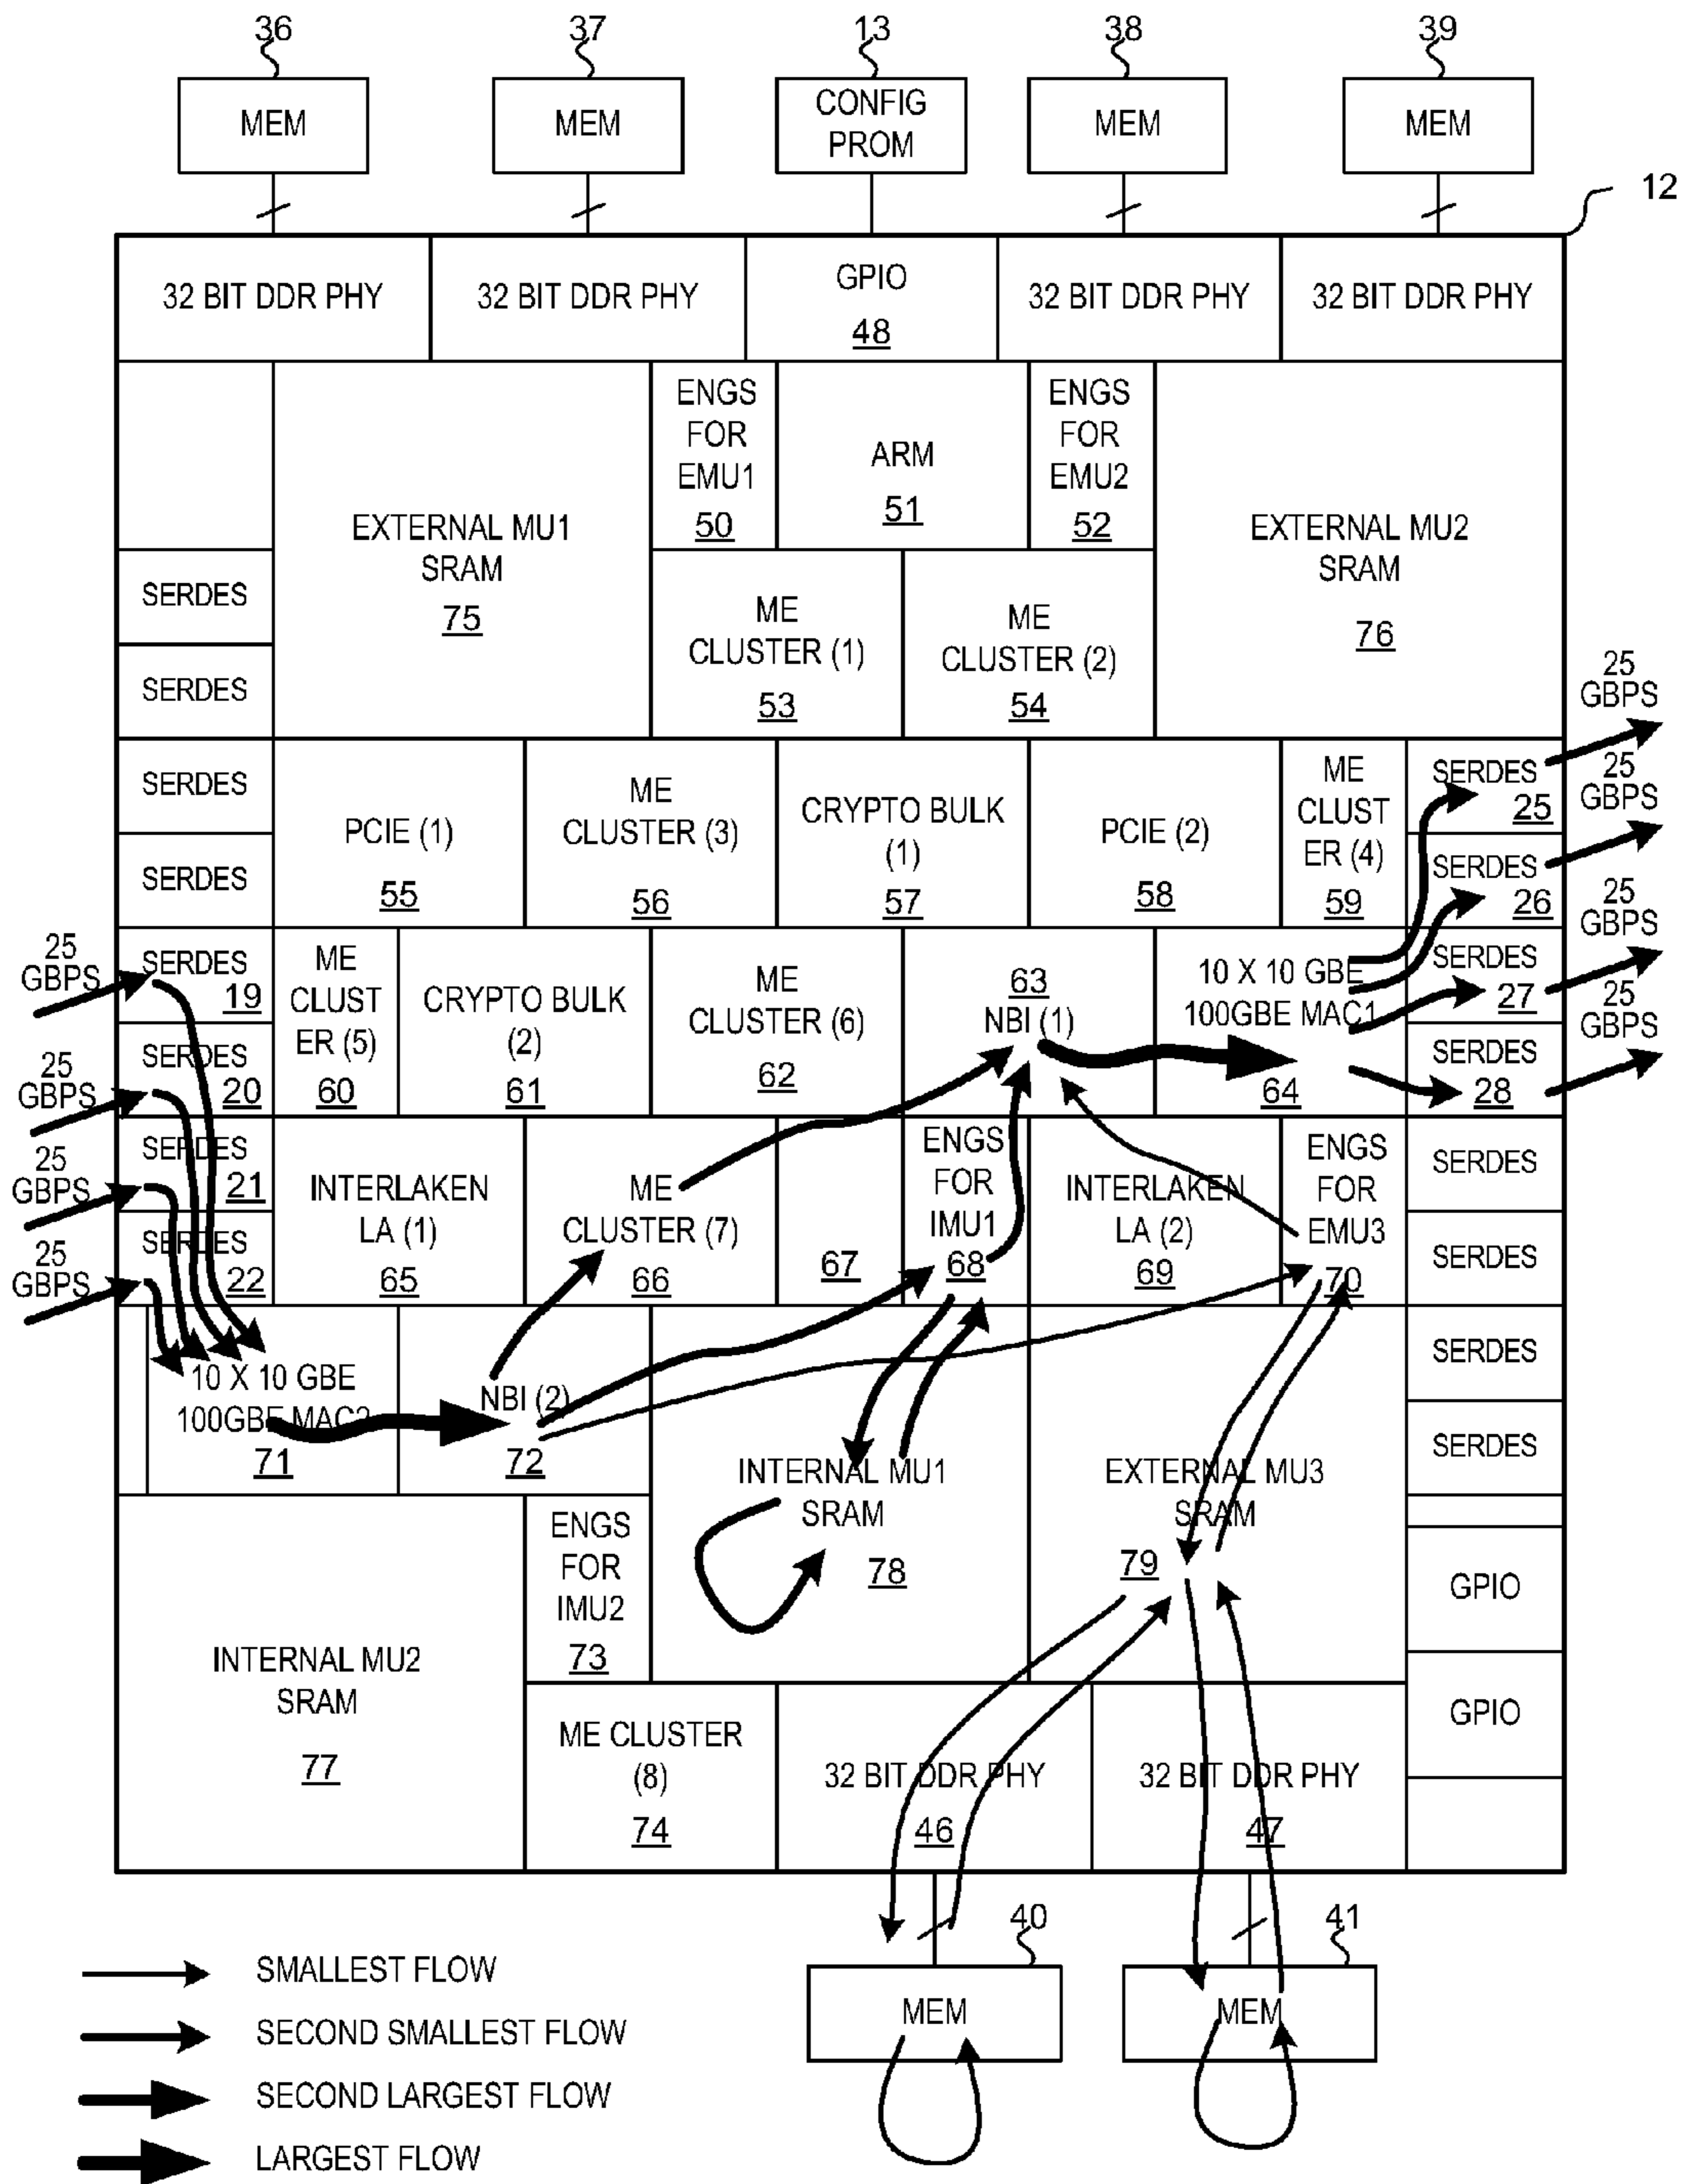 36
37
13
38
39
MEM
MEM
CONFIG
PROM
MEM
MEM
12
32 BIT DDR PHY
32 BIT DDR PHY
GPIO
48
32 BIT DDR PHY
32 BIT DDR PHY
EXTERNAL MU1
SRAM
75
ENGS
FOR
EMU1
50
ARM
51
ENGS
FOR
EMU2
52
EXTERNAL MU2
SRAM
76
SERDES
SERDES
ME
CLUSTER (1)
53
ME
CLUSTER (2)
54
25
GBPS
SERDES
SERDES
PCIE (1)
55
ME
CLUSTER (3)
56
CRYPTO BULK
(1)
57
PCIE (2)
58
ME
CLUST
ER (4)
59
SERDES
25
25
GBPS
SERDES
26
25
GBPS
25
GBPS
SERDES
19
25
GBPS
SERDES
20
ME
CLUST
ER (5)
60
CRYPTO BULK
(2)
61
ME
CLUSTER (6)
62
63
NBI (1)
10 X 10 GBE
100GBE MAC1
64
SERDES
27
25
GBPS
SERDES
28
25
GBPS
SERDES
21
25
GBPS
SERDES
22
INTERLAKEN
LA (1)
65
ME
CLUSTER (7)
66
67
ENGS
FOR
IMU1
68
INTERLAKEN
LA (2)
69
ENGS
FOR
EMU3
70
SERDES
SERDES
10 X 10 GBE
100GBE MAC2
71
NBI (2)
72
INTERNAL MU1
SRAM
78
EXTERNAL MU3
SRAM
79
SERDES
SERDES
INTERNAL MU2
SRAM
77
ENGS
FOR
IMU2
73
GPIO
GPIO
ME CLUSTER
(8)
74
32 BIT DDR PHY
46
32 BIT DDR PHY
47
40
41
MEM
MEM
SMALLEST FLOW
SECOND SMALLEST FLOW
SECOND LARGEST FLOW
LARGEST FLOW